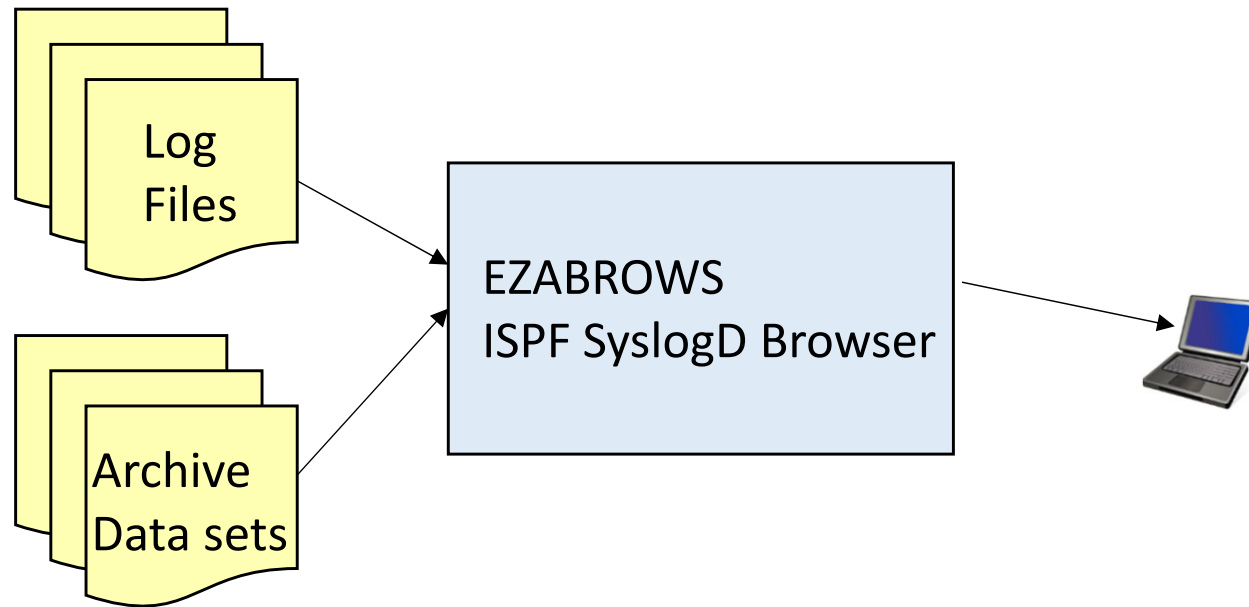 Log
Files
EZABROWS
ISPF SyslogD Browser
Archive
Data sets